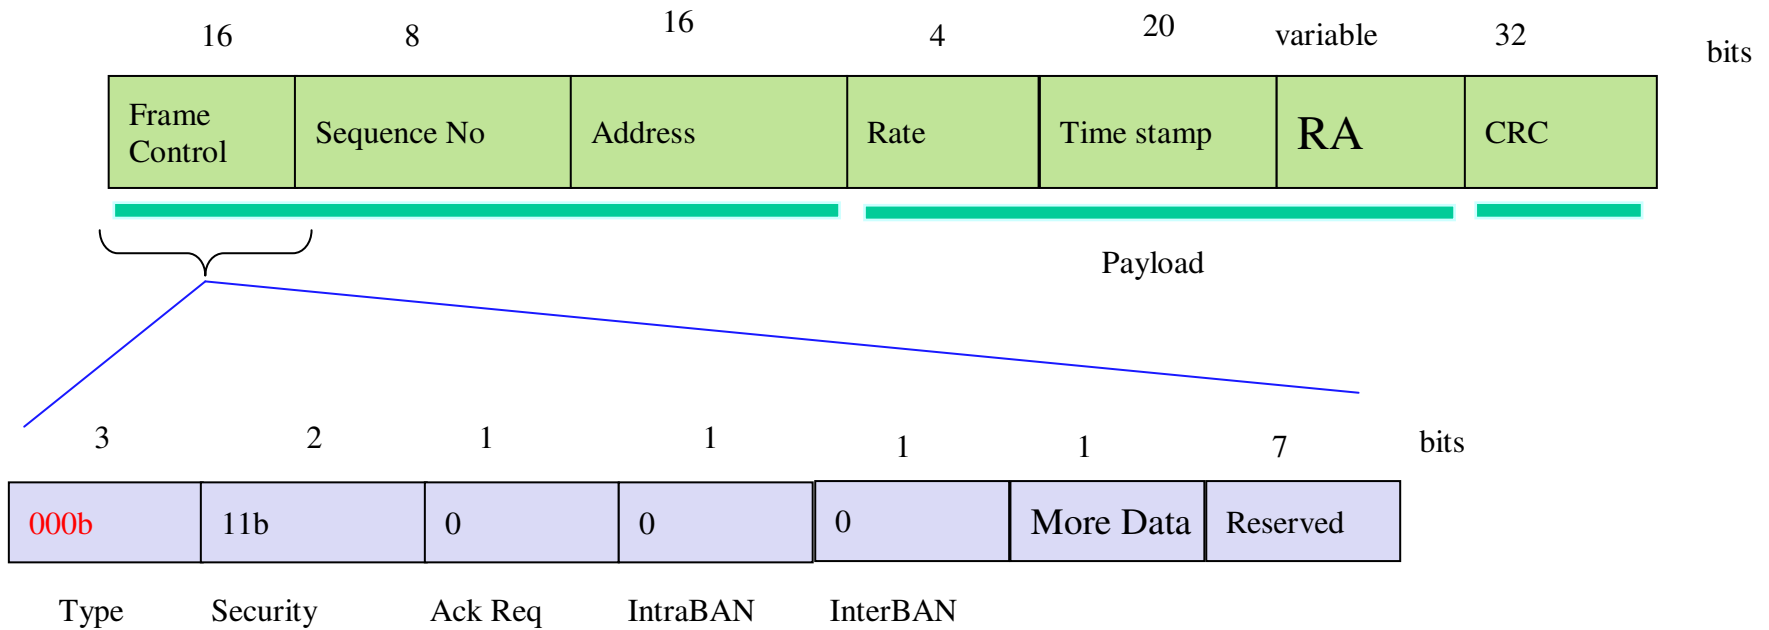 16 8 16 4 20 variable 32 bits
Frame
Control
Sequence No Address Rate Time stamp RA CRC
Payload
3 2 1 1 1 1 7 bits
000b 11b 0 0 0 More Data Reserved
Type Security Ack Req IntraBAN InterBAN